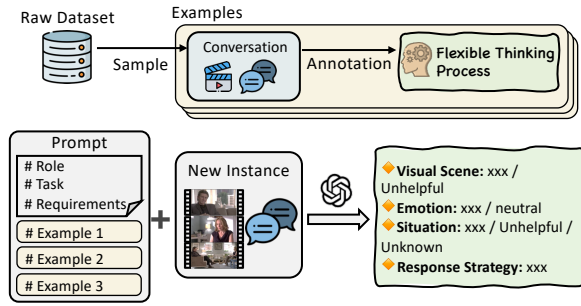 Raw Dataset
Examples
Sample
Conversation
Annotation
Flexible Thinking
Process
Prompt
# Role
# Task
# Requirements
# Example 1
# Example 2
# Example 3
New Instance
Visual Scene: xxx /
Unhelpful
Emotion: xxx / neutral
Situation: xxx / Unhelpful /
Unknown
Response Strategy: xxx